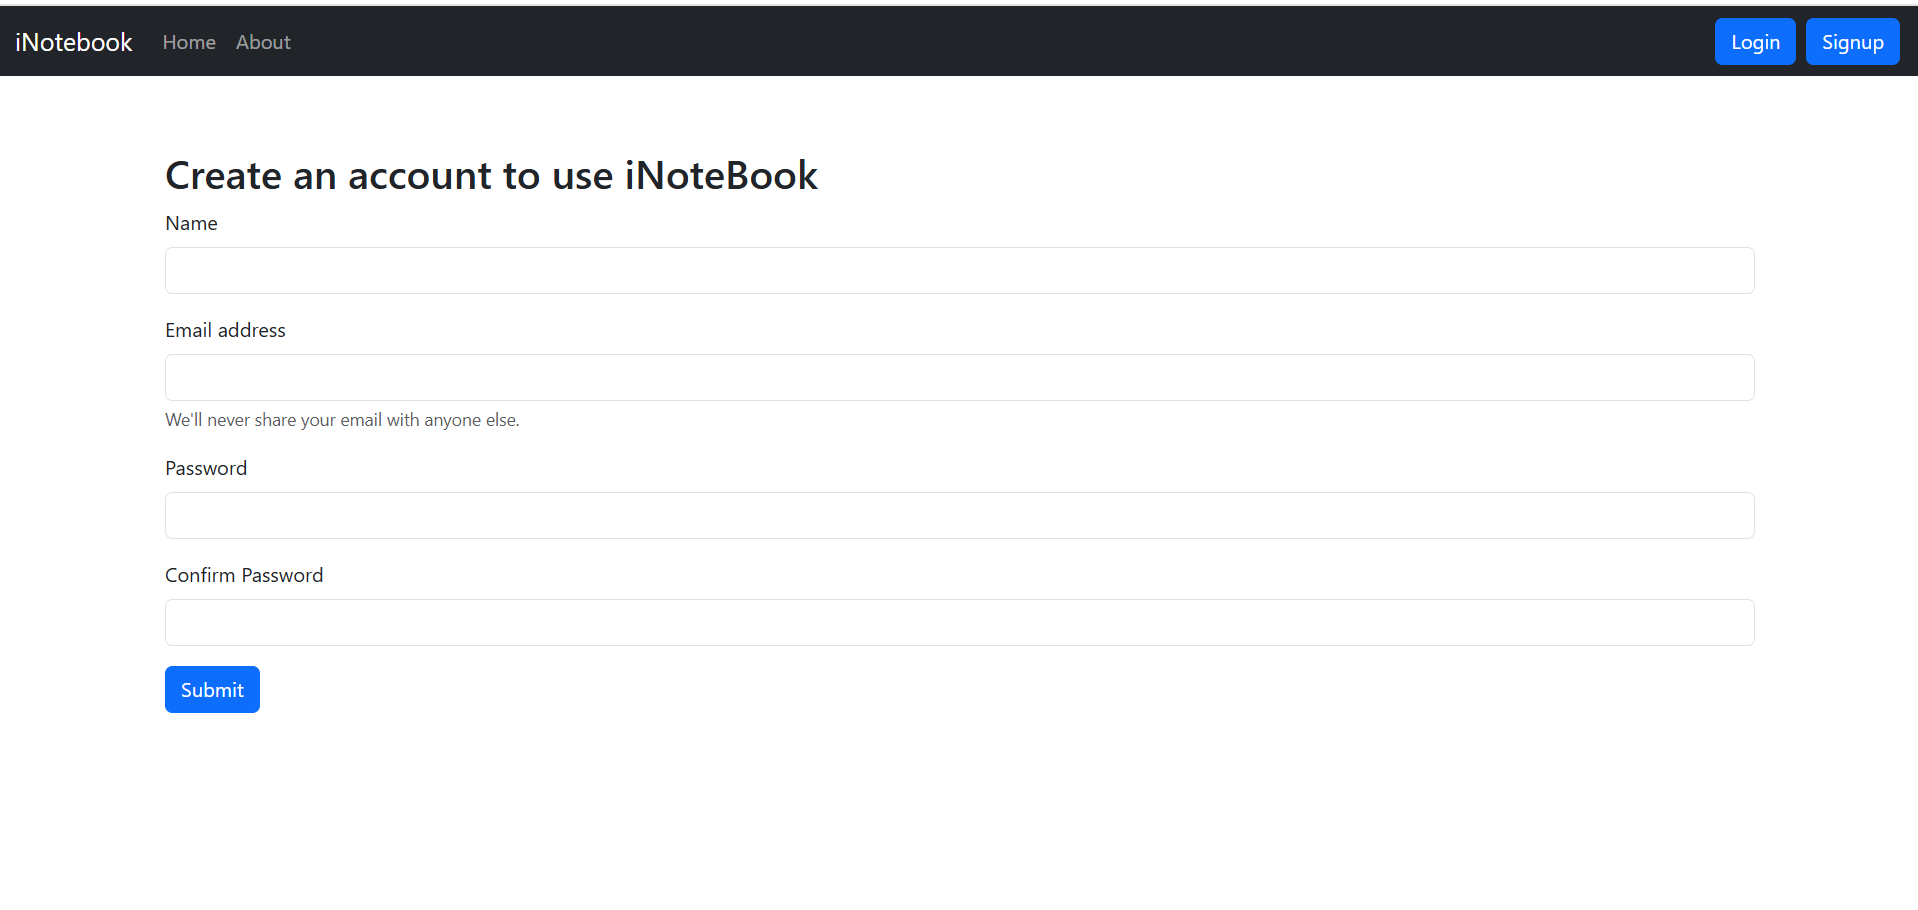 iNotebook Home About Login Signup
Create an account to use iNoteBook
Name
Email address
We'll never share your email with anyone else.
Password
Confirm Password
Submit